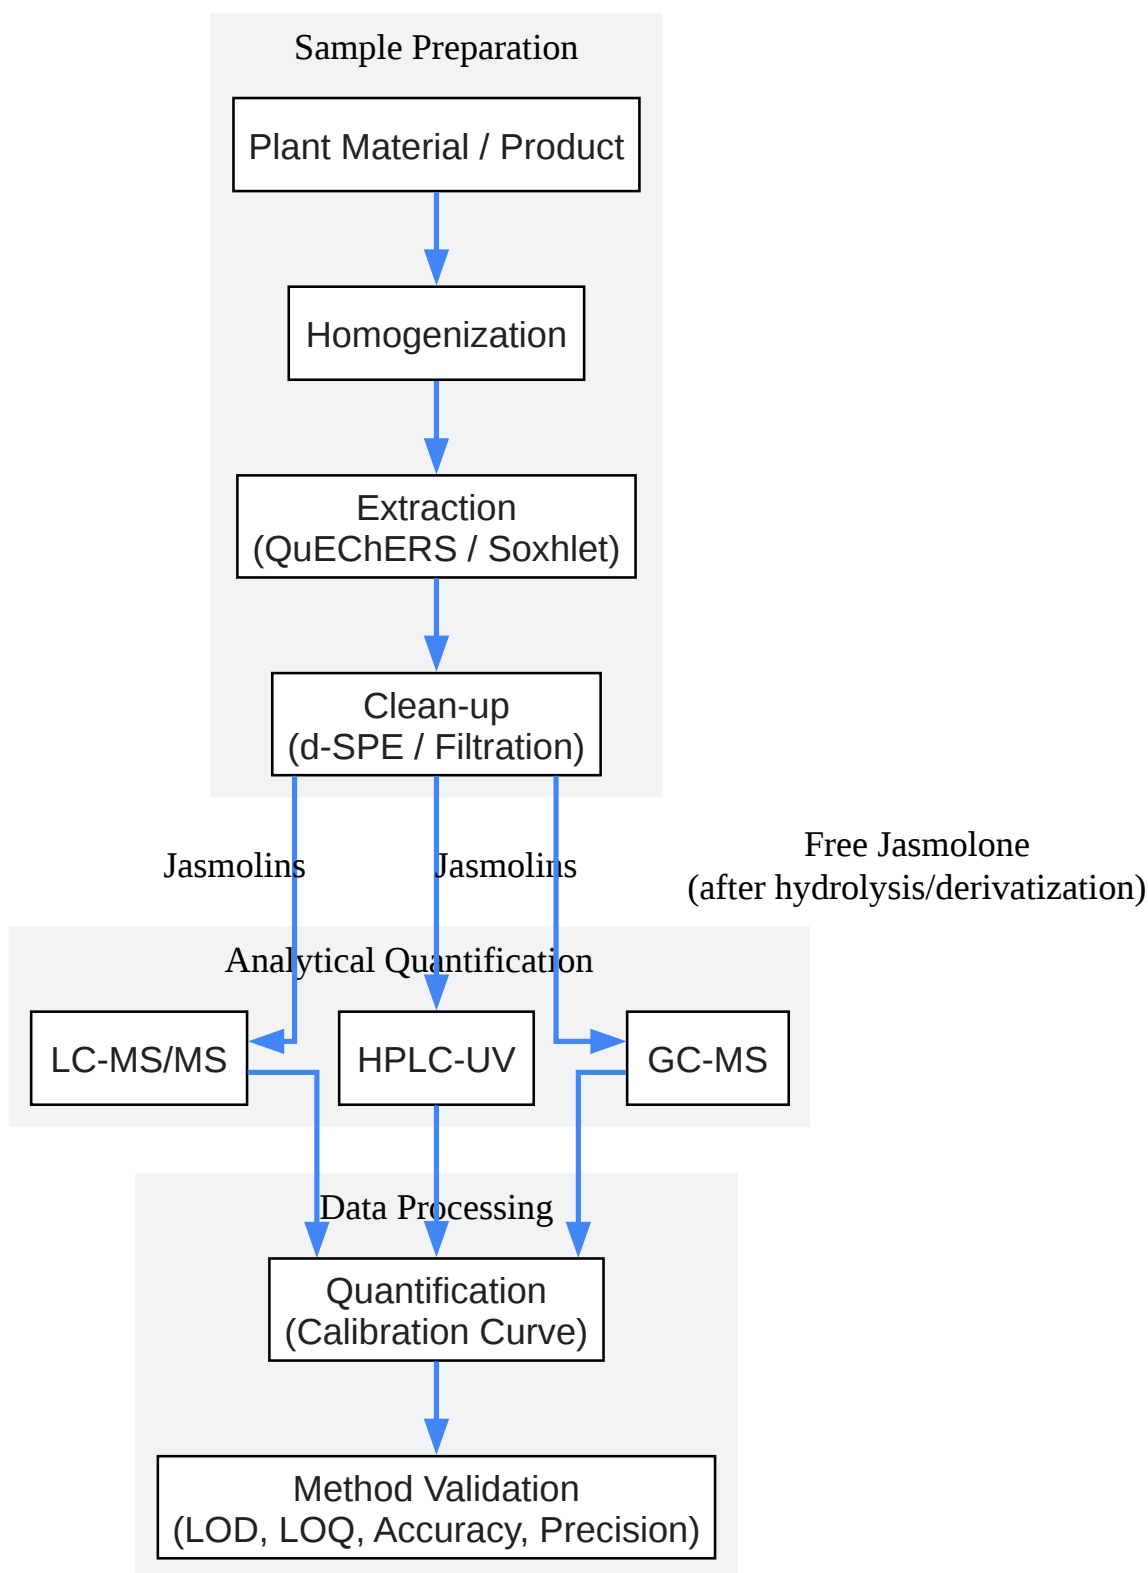 Sample Preparation
Plant Material / Product
Homogenization
Extraction
(QuEChERS / Soxhlet)
Clean-up
(d-SPE / Filtration)
Jasmolins
Jasmolins
Free Jasmolone
(after hydrolysis/derivatization)
Analytical Quantification
LC-MS/MS
HPLC-UV
GC-MS
Data Processing
Quantification
(Calibration Curve)
Method Validation
(LOD, LOQ, Accuracy, Precision)